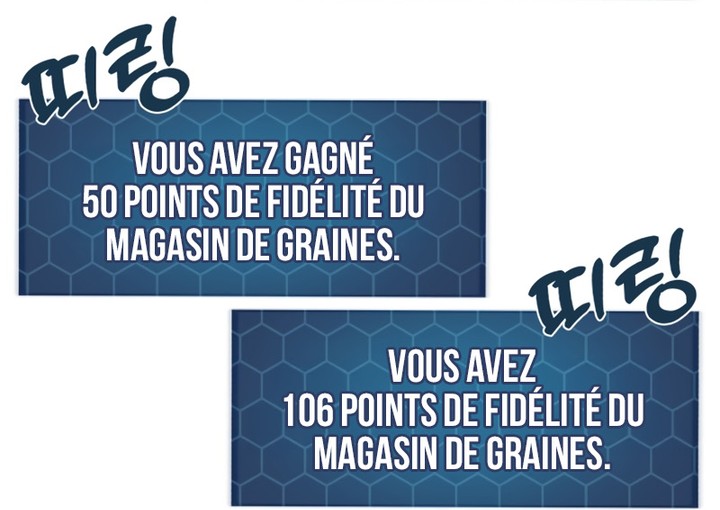 띠링
VOUS AVEZ GAGNÉ
50 POINTS DE FIDÉLITÉ DU
MAGASIN DE GRAINES.
띠링
VOUS AVEZ
106 POINTS DE FIDÉLITÉ DU
MAGASIN DE GRAINES.